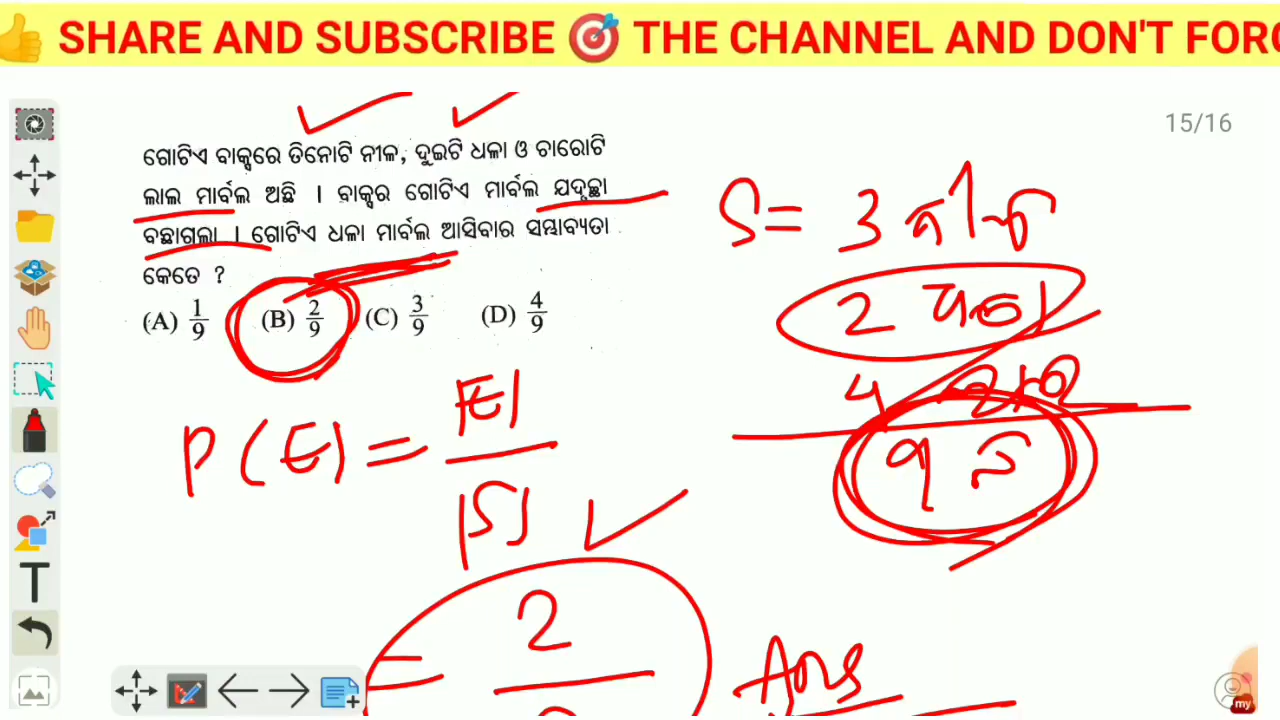 SHARE AND SUBSCRIBE 🎯 THE CHANNEL AND DON'T FORG
15/16
ଗୋଟିଏ ବାକ୍ସରେ ତିନୋଟି ନୀଳ, ଦୁଇଟି ଧଳା ଓ ଚାରୋଟି
ଲାଲ ମାର୍ବଲ ଅଛି । ବାକ୍ସର ଗୋଟିଏ ମାର୍ବଲ ଯଦୃଚ୍ଛା
ବଛାଗଲା । ଗୋଟିଏ ଧଳା ମାର୍ବଲ ଆସିବାର ସମ୍ଭାବ୍ୟତା
କେତେ ?
(A) 1/9 (B) 2/9 (C) 3/9 (D) 4/9
S = 3 ନୀଳ
2 ଧଳା
4 ଲାଲ
9
P(E) = |E| / |S|
= 2
Ans
T
my